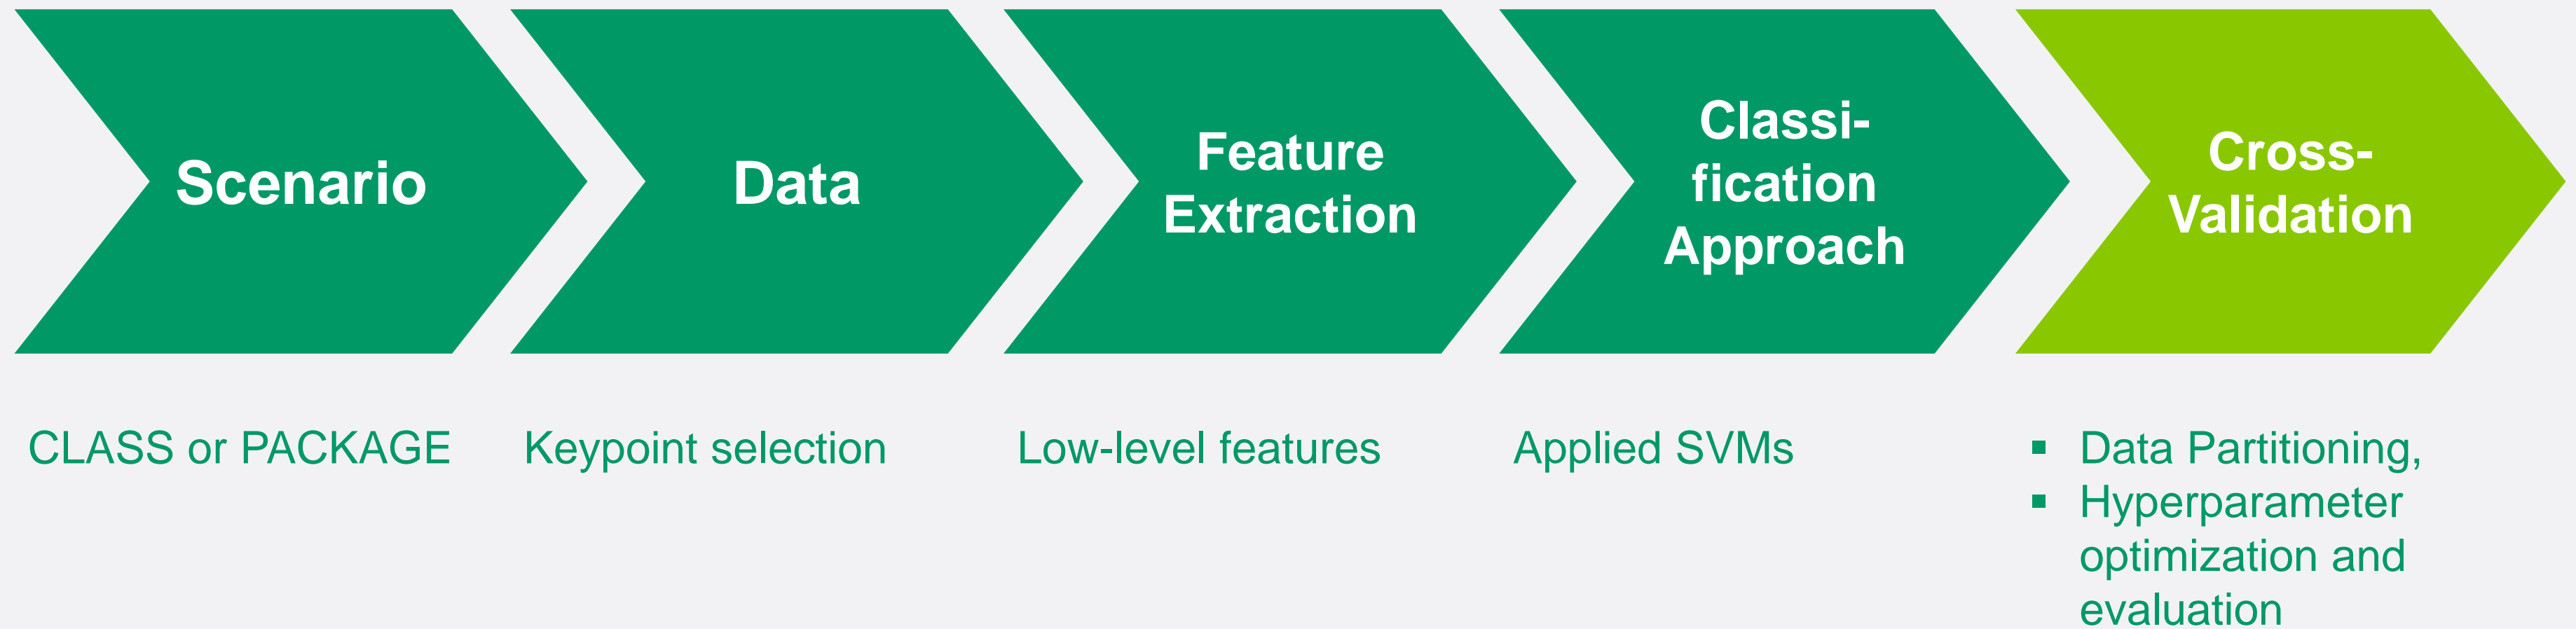 Scenario
Data
Feature
Extraction
Classi-
fication
Approach
Cross-
Validation
CLASS or PACKAGE
Keypoint selection
Low-level features
Applied SVMs
▪ Data Partitioning,
▪ Hyperparameter
optimization and
evaluation